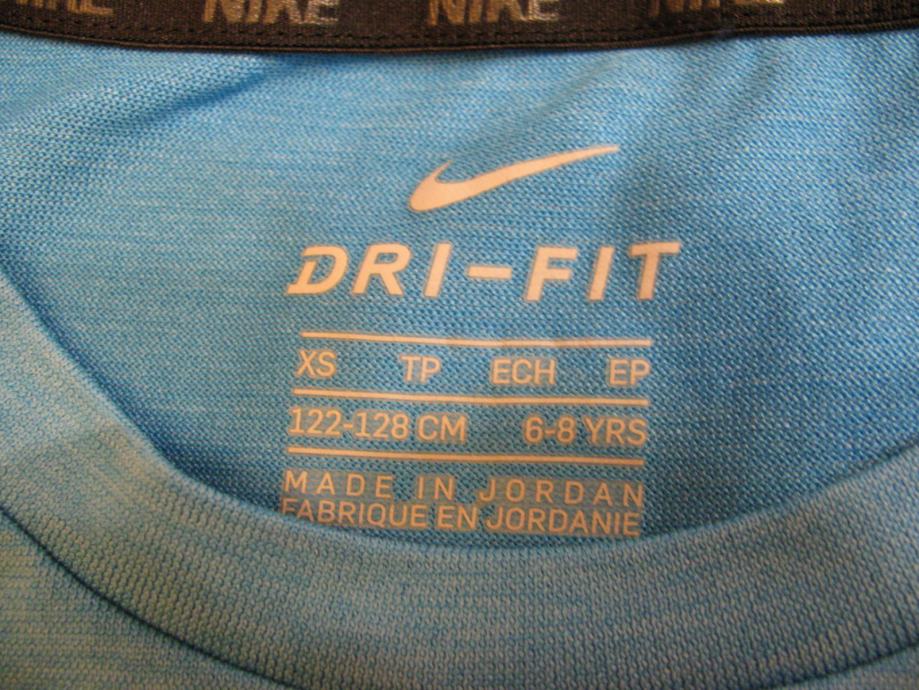 NIKE NIKE NIKE
DRI-FIT
XS TP ECH EP
122-128 CM 6-8 YRS
MADE IN JORDAN
FABRIQUE EN JORDANIE